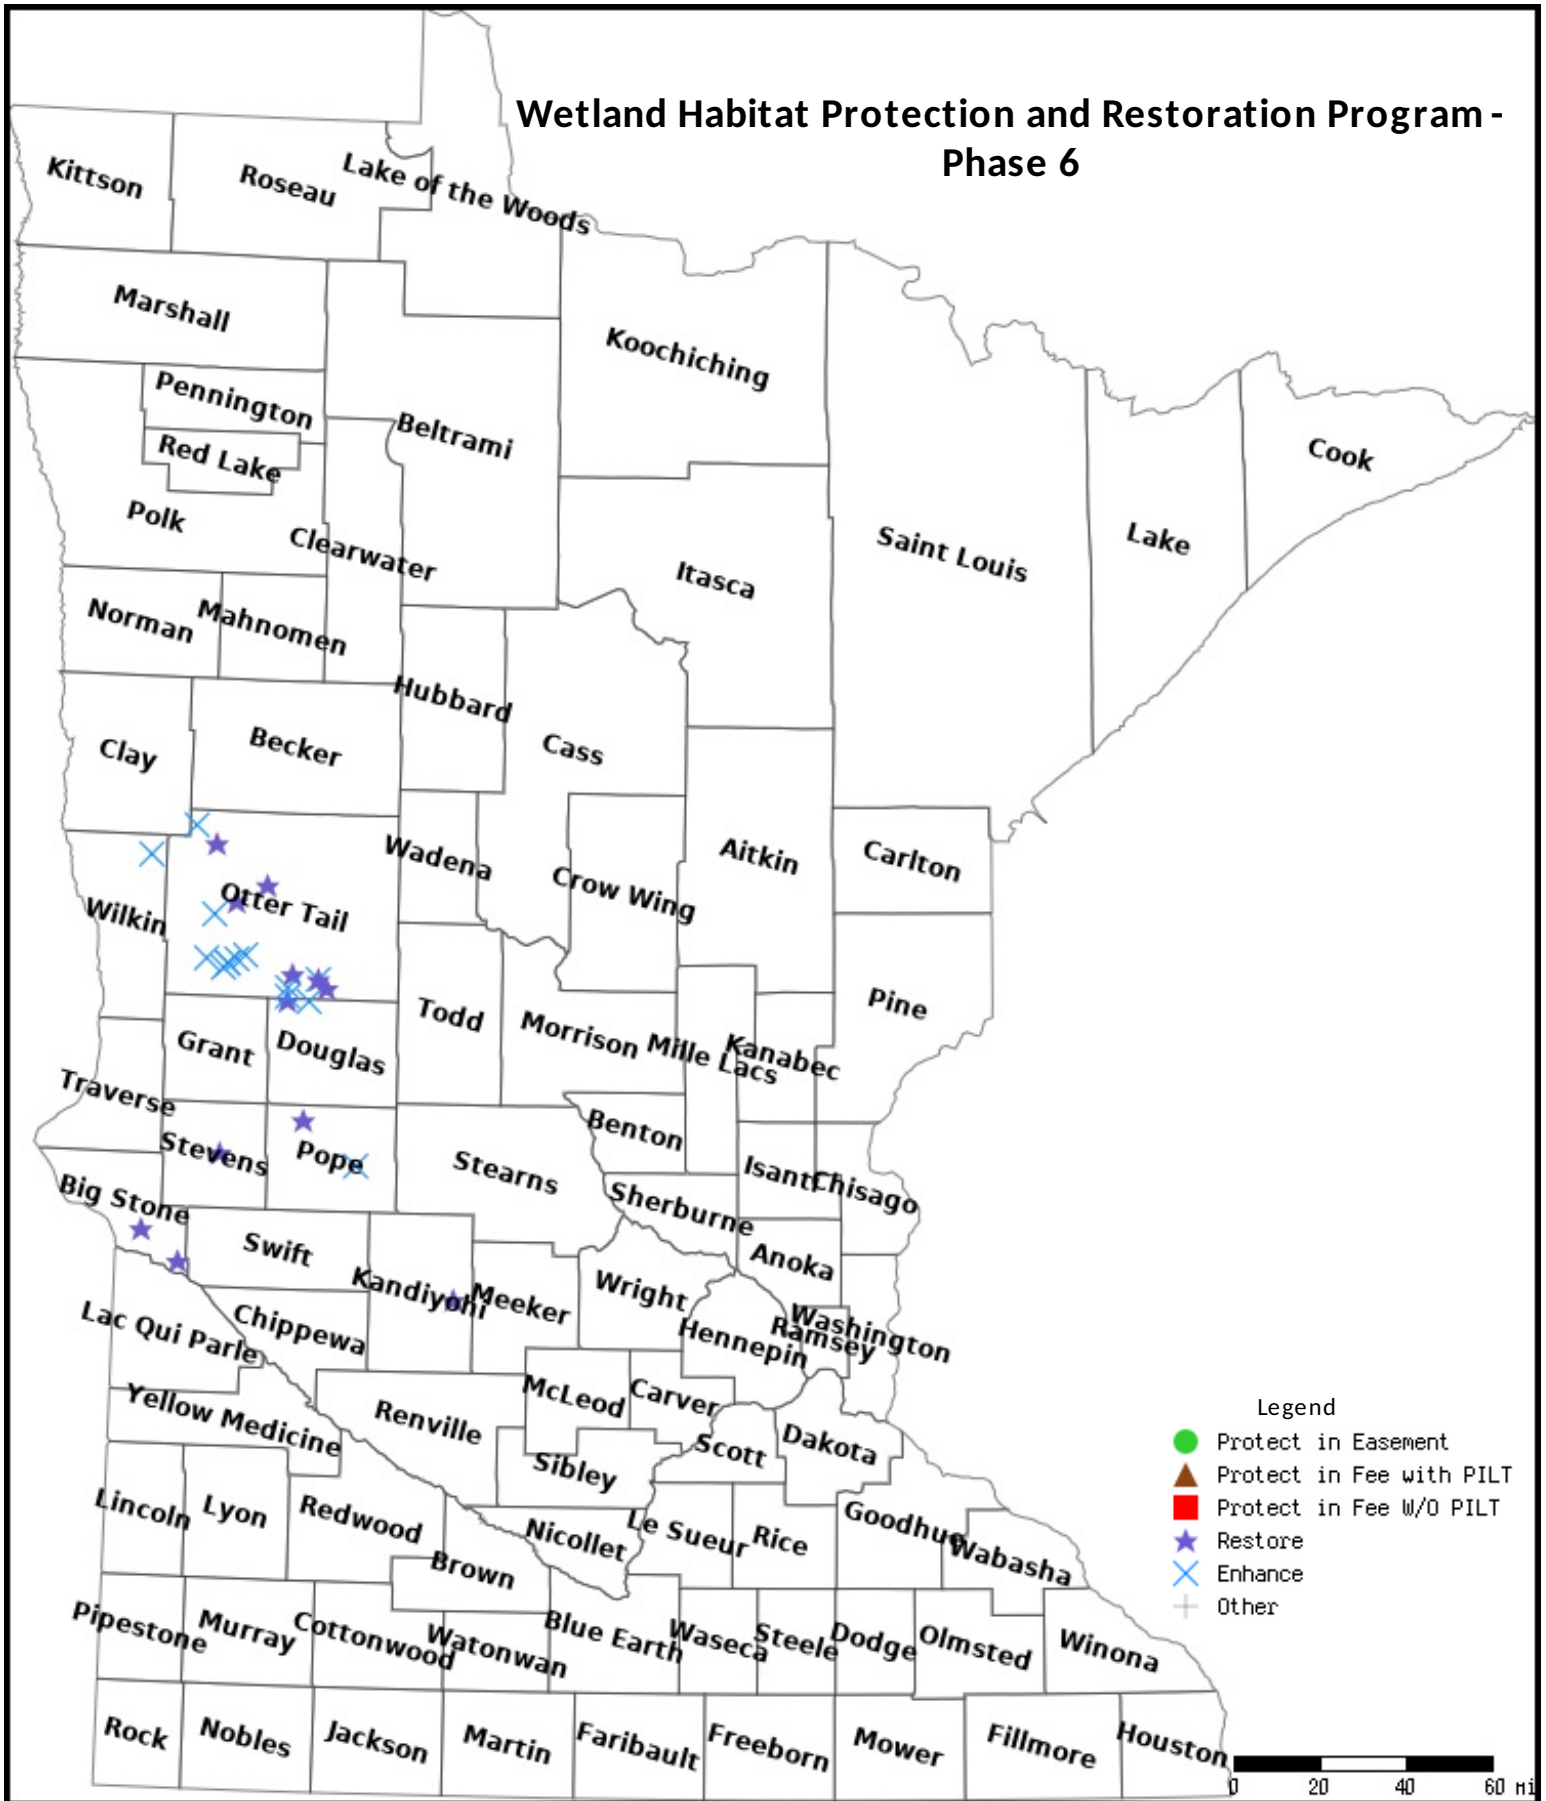 Wetland Habitat Protection and Restoration Program -
Phase 6
Kittson
Roseau
Lake of the Woods
Marshall
Koochiching
Pennington
Beltrami
Red Lake
Cook
Polk
Clearwater
Saint Louis
Lake
Itasca
Norman
Mahnomen
Hubbard
Clay
Becker
Cass
Wadena
Aitkin
Carlton
Crow Wing
Wilkin
Otter Tail
Pine
Todd
Morrison
Mille Lacs
Kanabec
Grant
Douglas
Traverse
Benton
Stevens
Pope
Stearns
Isanti
Chisago
Big Stone
Sherburne
Swift
Anoka
Kandiyohi
Meeker
Wright
Washington
Ramsey
Hennepin
Lac Qui Parle
Chippewa
McLeod
Carver
Yellow Medicine
Renville
Scott
Dakota
Sibley
Lincoln
Lyon
Redwood
Nicollet
Le Sueur
Rice
Goodhue
Wabasha
Brown
Pipestone
Murray
Cottonwood
Watonwan
Blue Earth
Waseca
Steele
Dodge
Olmsted
Winona
Rock
Nobles
Jackson
Martin
Faribault
Freeborn
Mower
Fillmore
Houston
Legend
Protect in Easement
Protect in Fee with PILT
Protect in Fee W/O PILT
Restore
Enhance
Other
0 20 40 60 mi